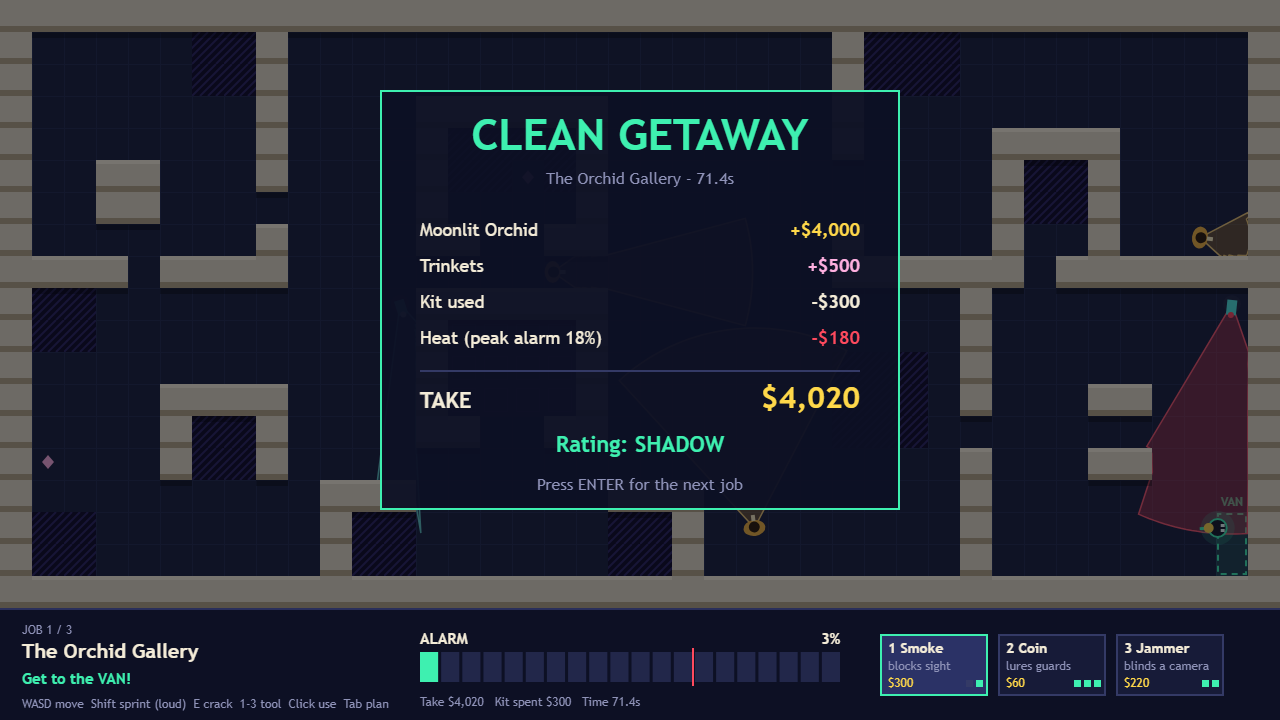 CLEAN GETAWAY
The Orchid Gallery - 71.4s
Moonlit Orchid +$4,000
Trinkets +$500
Kit used -$300
Heat (peak alarm 18%) -$180
TAKE $4,020
Rating: SHADOW
Press ENTER for the next job
VAN
JOB 1 / 3
The Orchid Gallery
Get to the VAN!
WASD move Shift sprint (loud) E crack 1-3 tool Click use Tab plan
ALARM 3%
Take $4,020 Kit spent $300 Time 71.4s
1 Smoke
blocks sight
$300
2 Coin
lures guards
$60
3 Jammer
blinds a camera
$220